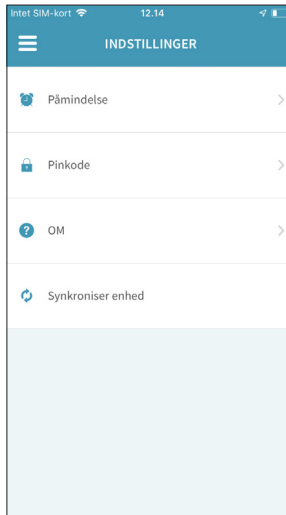 Intet SIM-kort 12.14
INDSTILLINGER
Påmindelse
Pinkode
OM
Synkroniser enhed